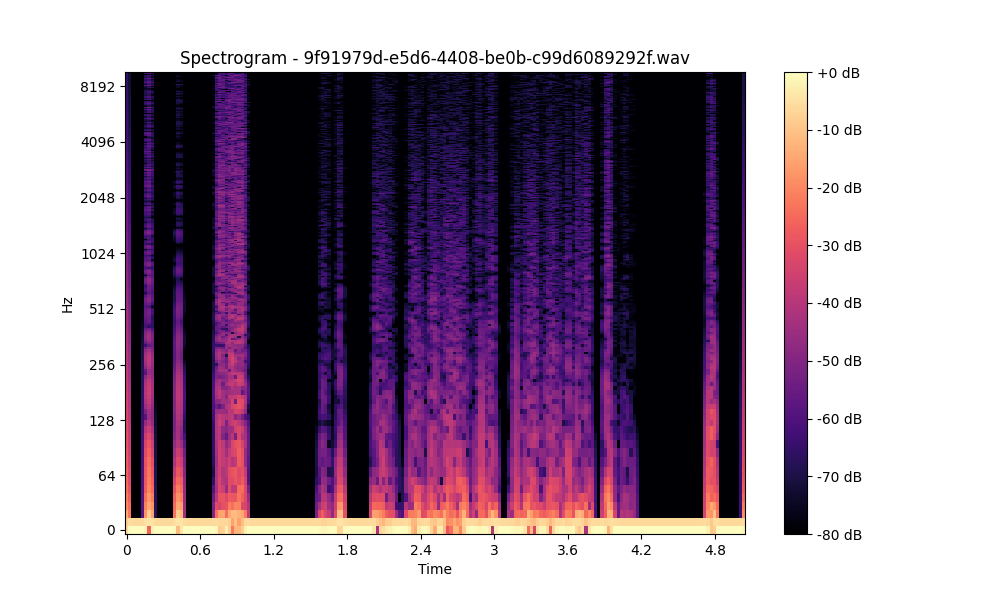 Spectrogram - 9f91979d-e5d6-4408-be0b-c99d6089292f.wav
8192
4096
2048
1024
512
256
128
64
0
Hz
0 0.6 1.2 1.8 2.4 3 3.6 4.2 4.8
Time
+0 dB
-10 dB
-20 dB
-30 dB
-40 dB
-50 dB
-60 dB
-70 dB
-80 dB